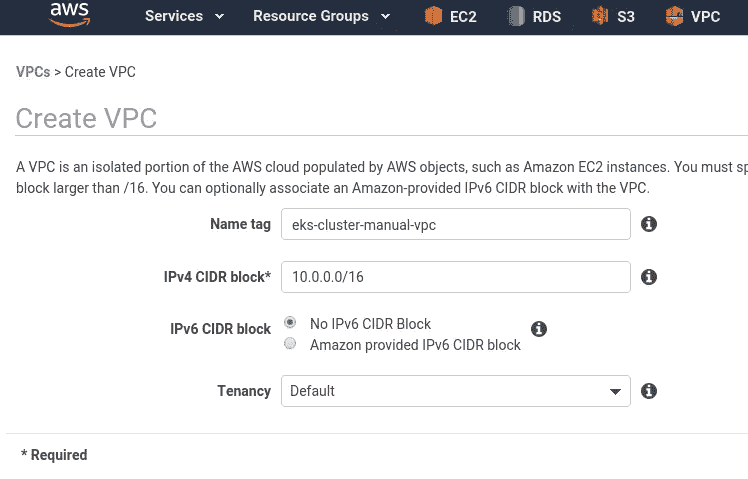 aws Services Resource Groups EC2 RDS S3 VPC
VPCs > Create VPC
Create VPC
A VPC is an isolated portion of the AWS cloud populated by AWS objects, such as Amazon EC2 instances. You must sp
block larger than /16. You can optionally associate an Amazon-provided IPv6 CIDR block with the VPC.
Name tag eks-cluster-manual-vpc
IPv4 CIDR block* 10.0.0.0/16
IPv6 CIDR block No IPv6 CIDR Block
Amazon provided IPv6 CIDR block
Tenancy Default
* Required